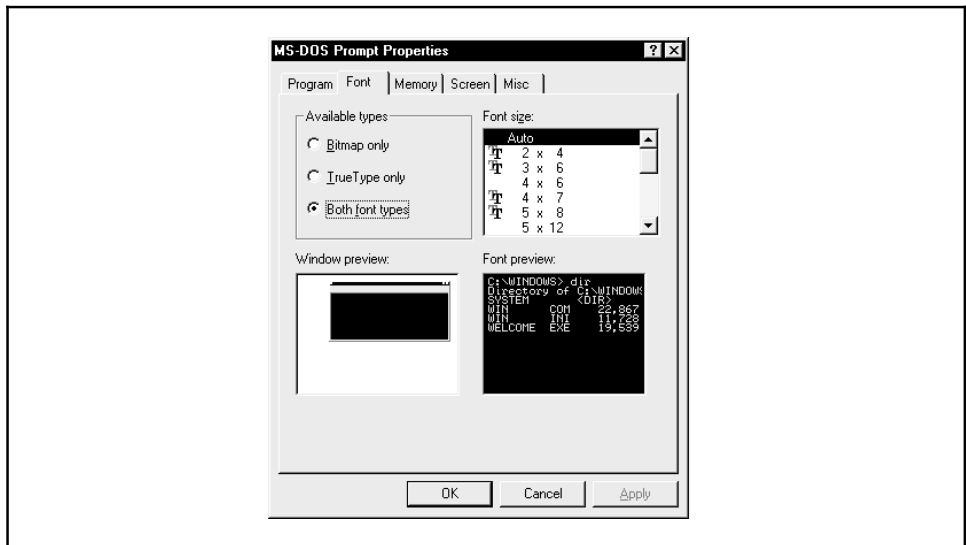 MS-DOS Prompt Properties
Program Font Memory Screen Misc
Available types
Bitmap only
TrueType only
Both font types
Font size:
Auto
2 x 4
3 x 6
4 x 6
4 x 7
5 x 8
5 x 12
Window preview:
Font preview:
C:\WINDOWS> dir
Directory of C:\WINDOWS
SYSTEM <DIR>
WIN COM 22,867
WIN INI 11,728
WELCOME EXE 19,539
OK Cancel Apply